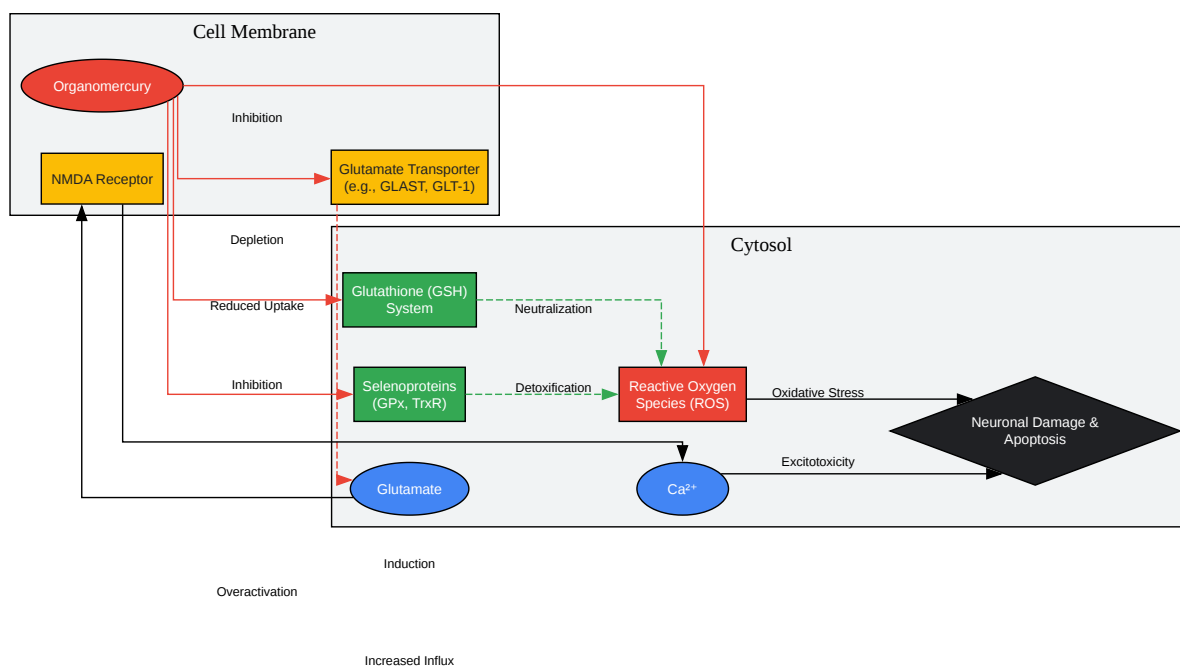 Cell Membrane
Organomercury
Inhibition
NMDA Receptor
Glutamate Transporter
(e.g., GLAST, GLT-1)
Depletion
Cytosol
Glutathione (GSH)
System
Reduced Uptake
Neutralization
Inhibition
Selenoproteins
(GPx, TrxR)
Detoxification
Reactive Oxygen
Species (ROS)
Oxidative Stress
Neuronal Damage &
Apoptosis
Excitotoxicity
Glutamate
Ca²⁺
Induction
Overactivation
Increased Influx